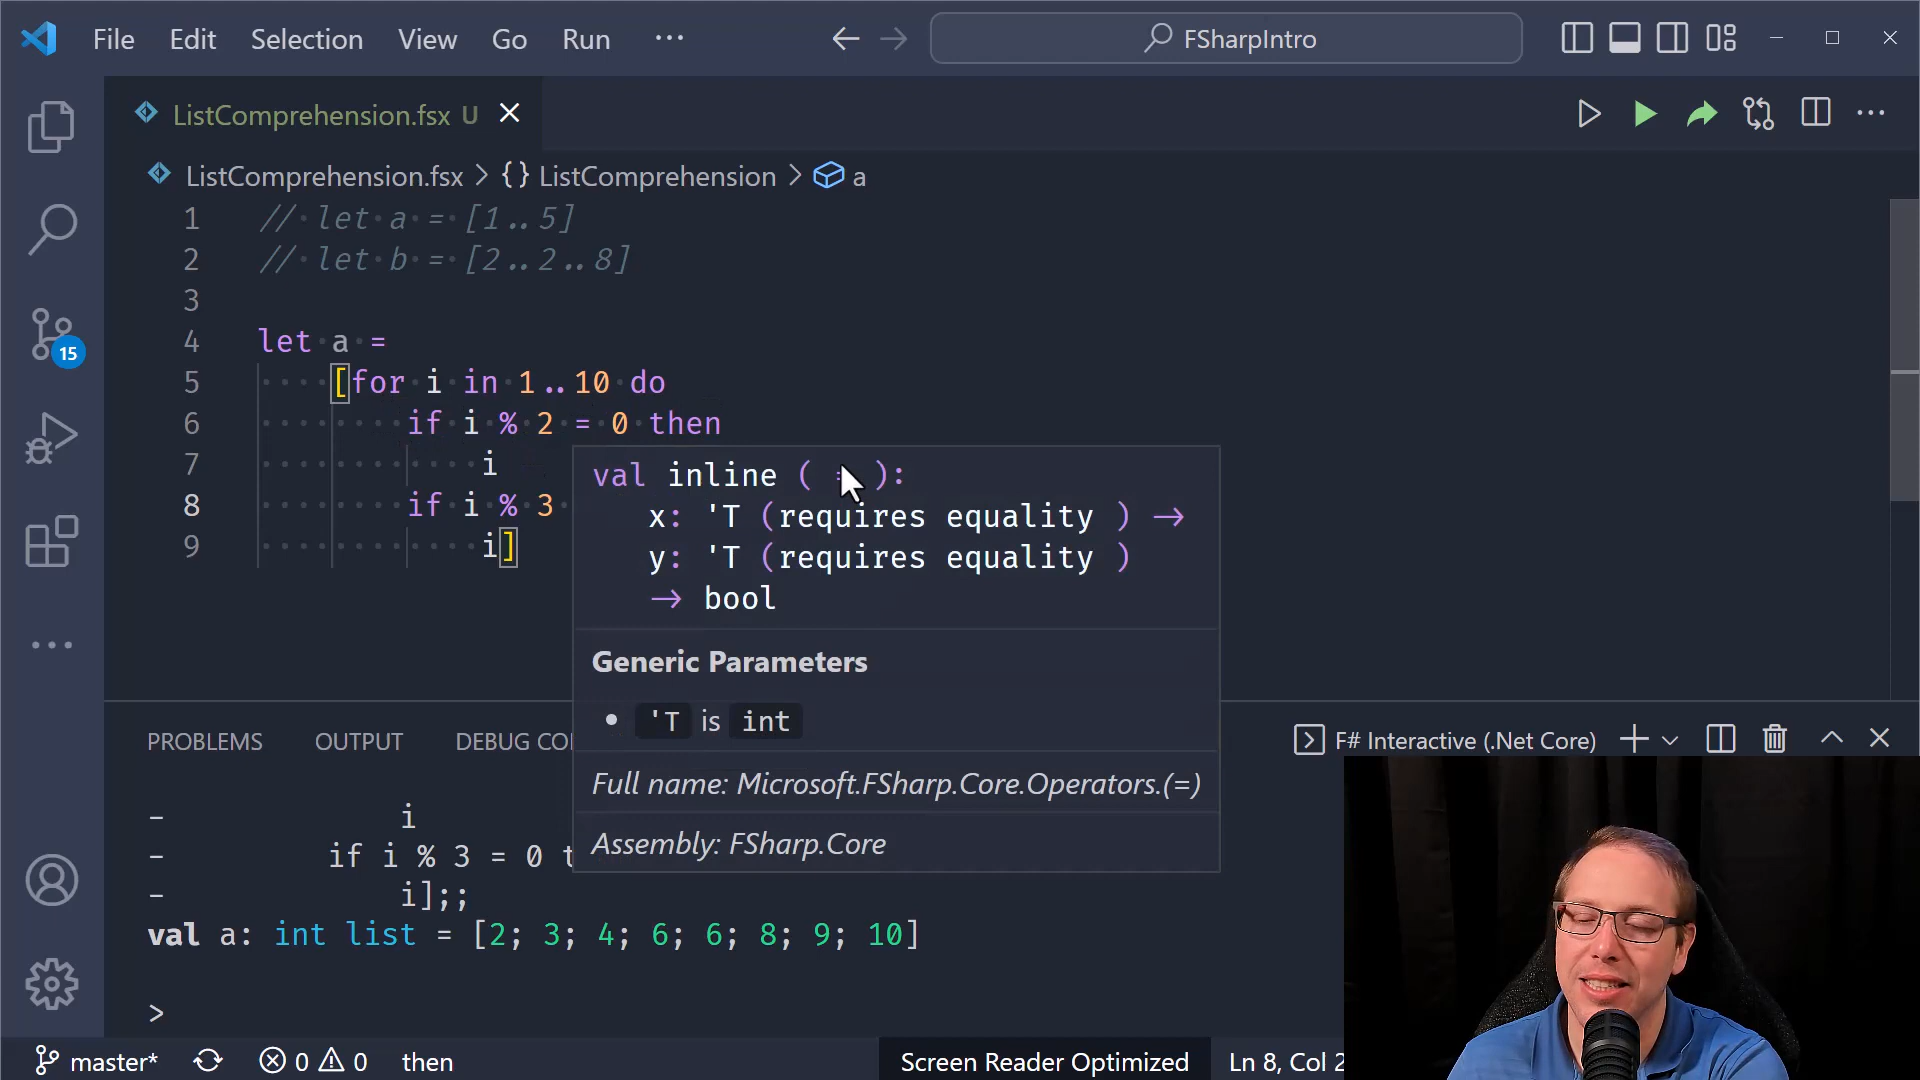 File Edit Selection View Go Run ··· FSharpIntro
ListComprehension.fsx U
ListComprehension.fsx > {} ListComprehension > a
1 // let a = [1..5]
2 // let b = [2..2..8]
3
4 let a =
5 [for i in 1..10 do
6 if i % 2 = 0 then
7 i
8 if i % 3
9 i]
val inline ( = ):
x: 'T (requires equality ) →
y: 'T (requires equality )
→ bool
Generic Parameters
• 'T is int
Full name: Microsoft.FSharp.Core.Operators.(=)
Assembly: FSharp.Core
15
PROBLEMS OUTPUT DEBUG CO F# Interactive (.Net Core)
- i
- if i % 3 = 0 t
- i];;
val a: int list = [2; 3; 4; 6; 6; 8; 9; 10]
>
master* 0 0 then Screen Reader Optimized Ln 8, Col 2